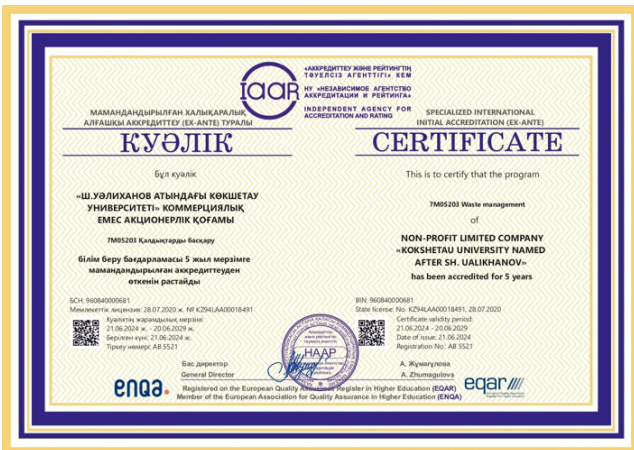 IAAR
«АККРЕДИТТЕУ ЖӘНЕ РЕЙТИНГТІҢ
ТӘУЕЛСІЗ АГЕНТТІГІ» КЕМ
НУ «НЕЗАВИСИМОЕ АГЕНТСТВО
АККРЕДИТАЦИИ И РЕЙТИНГА»
INDEPENDENT AGENCY FOR
ACCREDITATION AND RATING
МАМАНДАНДЫРЫЛҒАН ХАЛЫҚАРАЛЫҚ
АЛҒАШҚЫ АККРЕДИТТЕУ (EX-ANTE) ТУРАЛЫ
КУӘЛІК
Бұл куәлік
«Ш.УӘЛИХАНОВ АТЫНДАҒЫ КӨКШЕТАУ
УНИВЕРСИТЕТІ» КОММЕРЦИЯЛЫҚ
ЕМЕС АКЦИОНЕРЛІК ҚОҒАМЫ
7M05203 Қалдықтарды басқару
білім беру бағдарламасы 5 жыл мерзімге
мамандандырылған аккредиттеуден
өткенін растайды
БСН: 960840000681
Мемлекеттік лицензия: 28.07.2020 ж. № KZ94LAA00018491
Куәліктің жарамдылық мерзімі:
21.06.2024 ж. - 20.06.2029 ж.
Берілген күні: 21.06.2024 ж.
Тіркеу нөмірі: AB 5521
SPECIALIZED INTERNATIONAL
INITIAL ACCREDITATION (EX-ANTE)
CERTIFICATE
This is to certify that the program
7M05203 Waste management
of
NON-PROFIT LIMITED COMPANY
«KOKSHETAU UNIVERSITY NAMED
AFTER SH. UALIKHANOV»
has been accredited for 5 years
BIN: 960840000681
State license: No. KZ94LAA00018491, 28.07.2020
Certificate validity period:
21.06.2024 - 20.06.2029
Date of issue: 21.06.2024
Registration No.: AB 5521
НААР
Бас директор
General Director
А. Жұмағұлова
A. Zhumagulova
enqa.
Registered on the European Quality Assurance Register in Higher Education (EQAR)
Member of the European Association for Quality Assurance in Higher Education (ENQA)
eqar